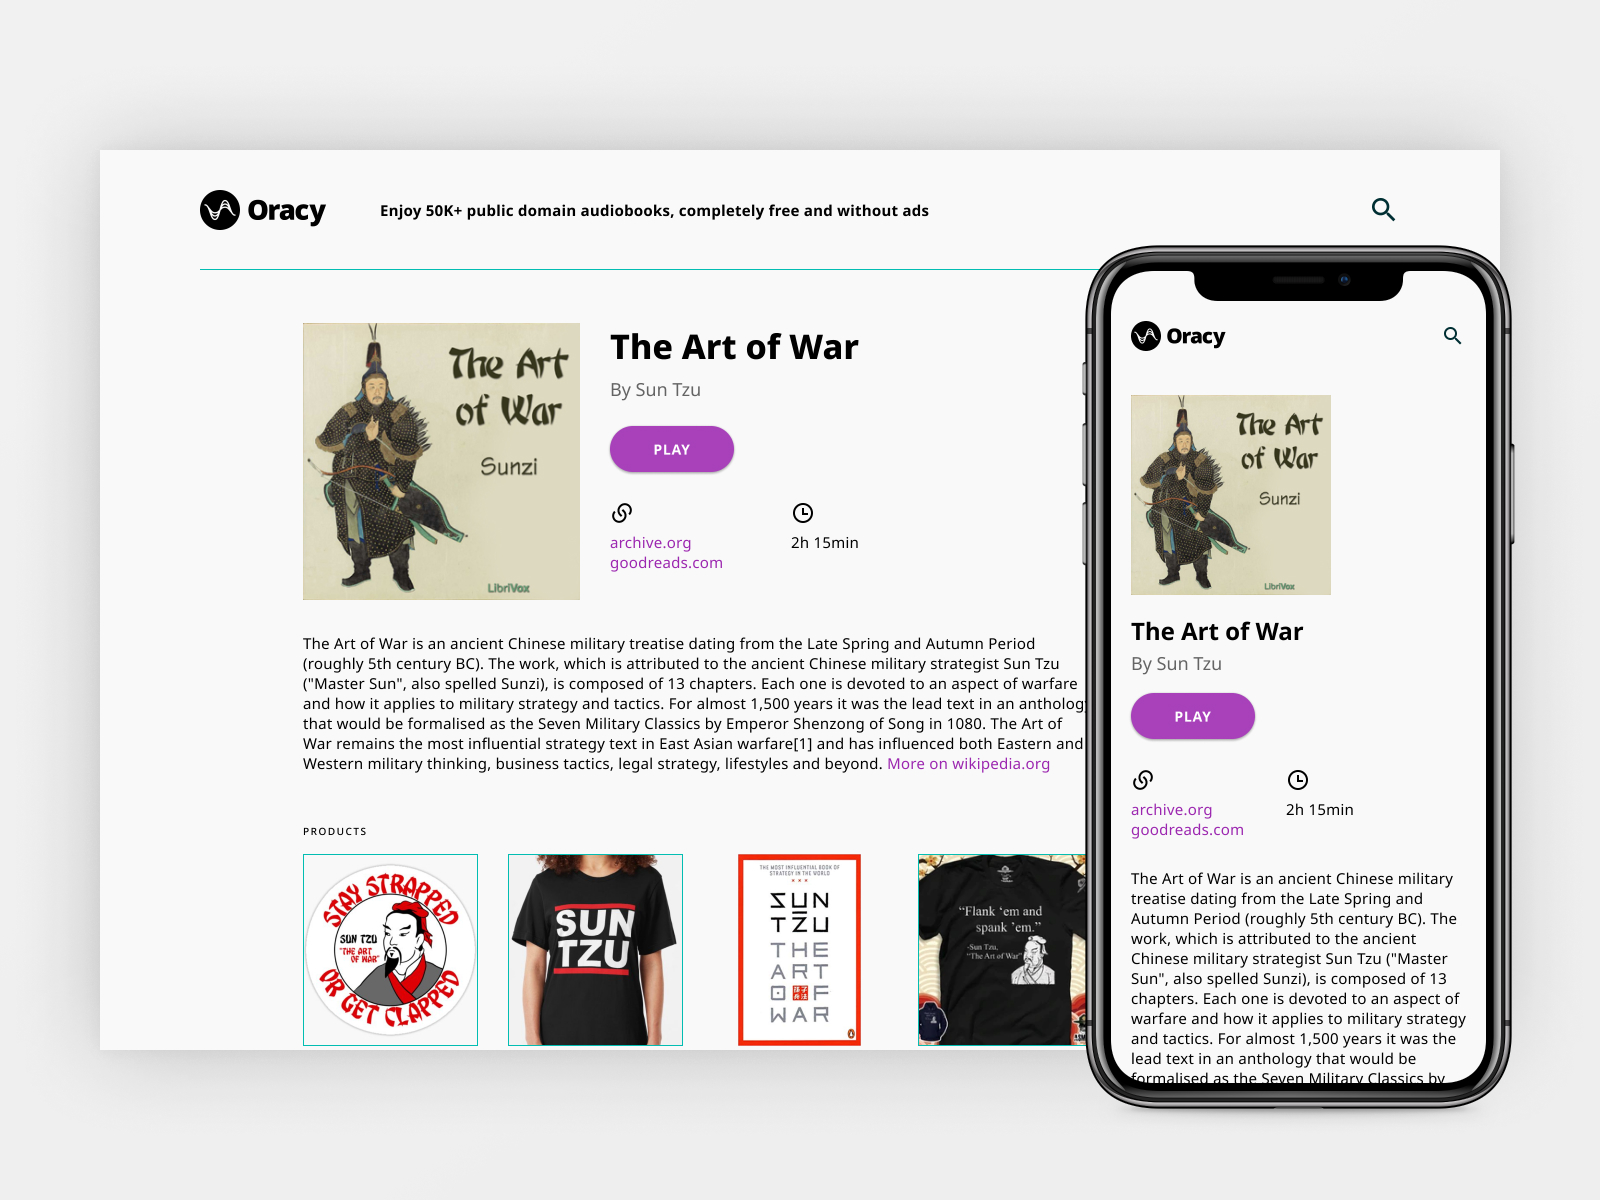 Oracy
Enjoy 50K+ public domain audiobooks, completely free and without ads
The Art
of War
Sunzi
LibriVox
The Art of War
By Sun Tzu
PLAY
archive.org
goodreads.com
2h 15min
The Art of War is an ancient Chinese military treatise dating from the Late Spring and Autumn Period
(roughly 5th century BC). The work, which is attributed to the ancient Chinese military strategist Sun Tzu
("Master Sun", also spelled Sunzi), is composed of 13 chapters. Each one is devoted to an aspect of warfare
and how it applies to military strategy and tactics. For almost 1,500 years it was the lead text in an anthology
that would be formalised as the Seven Military Classics by Emperor Shenzong of Song in 1080. The Art of
War remains the most influential strategy text in East Asian warfare[1] and has influenced both Eastern and
Western military thinking, business tactics, legal strategy, lifestyles and beyond. More on wikipedia.org
PRODUCTS
STAY STRAPPED
SUN TZU
"THE ART
OF WAR"
OR GET CLAPPED
SUN
TZU
THE MOST INFLUENTIAL BOOK OF
STRATEGY IN THE WORLD
SUN
TZU
THE
ART
OF
WAR
"Flank 'em and
spank 'em."
-Sun Tzu,
"The Art of War"
Oracy
The Art
of War
Sunzi
LibriVox
The Art of War
By Sun Tzu
PLAY
archive.org
goodreads.com
2h 15min
The Art of War is an ancient Chinese military
treatise dating from the Late Spring and
Autumn Period (roughly 5th century BC). The
work, which is attributed to the ancient
Chinese military strategist Sun Tzu ("Master
Sun", also spelled Sunzi), is composed of 13
chapters. Each one is devoted to an aspect of
warfare and how it applies to military strategy
and tactics. For almost 1,500 years it was the
lead text in an anthology that would be
formalised as the Seven Military Classics by